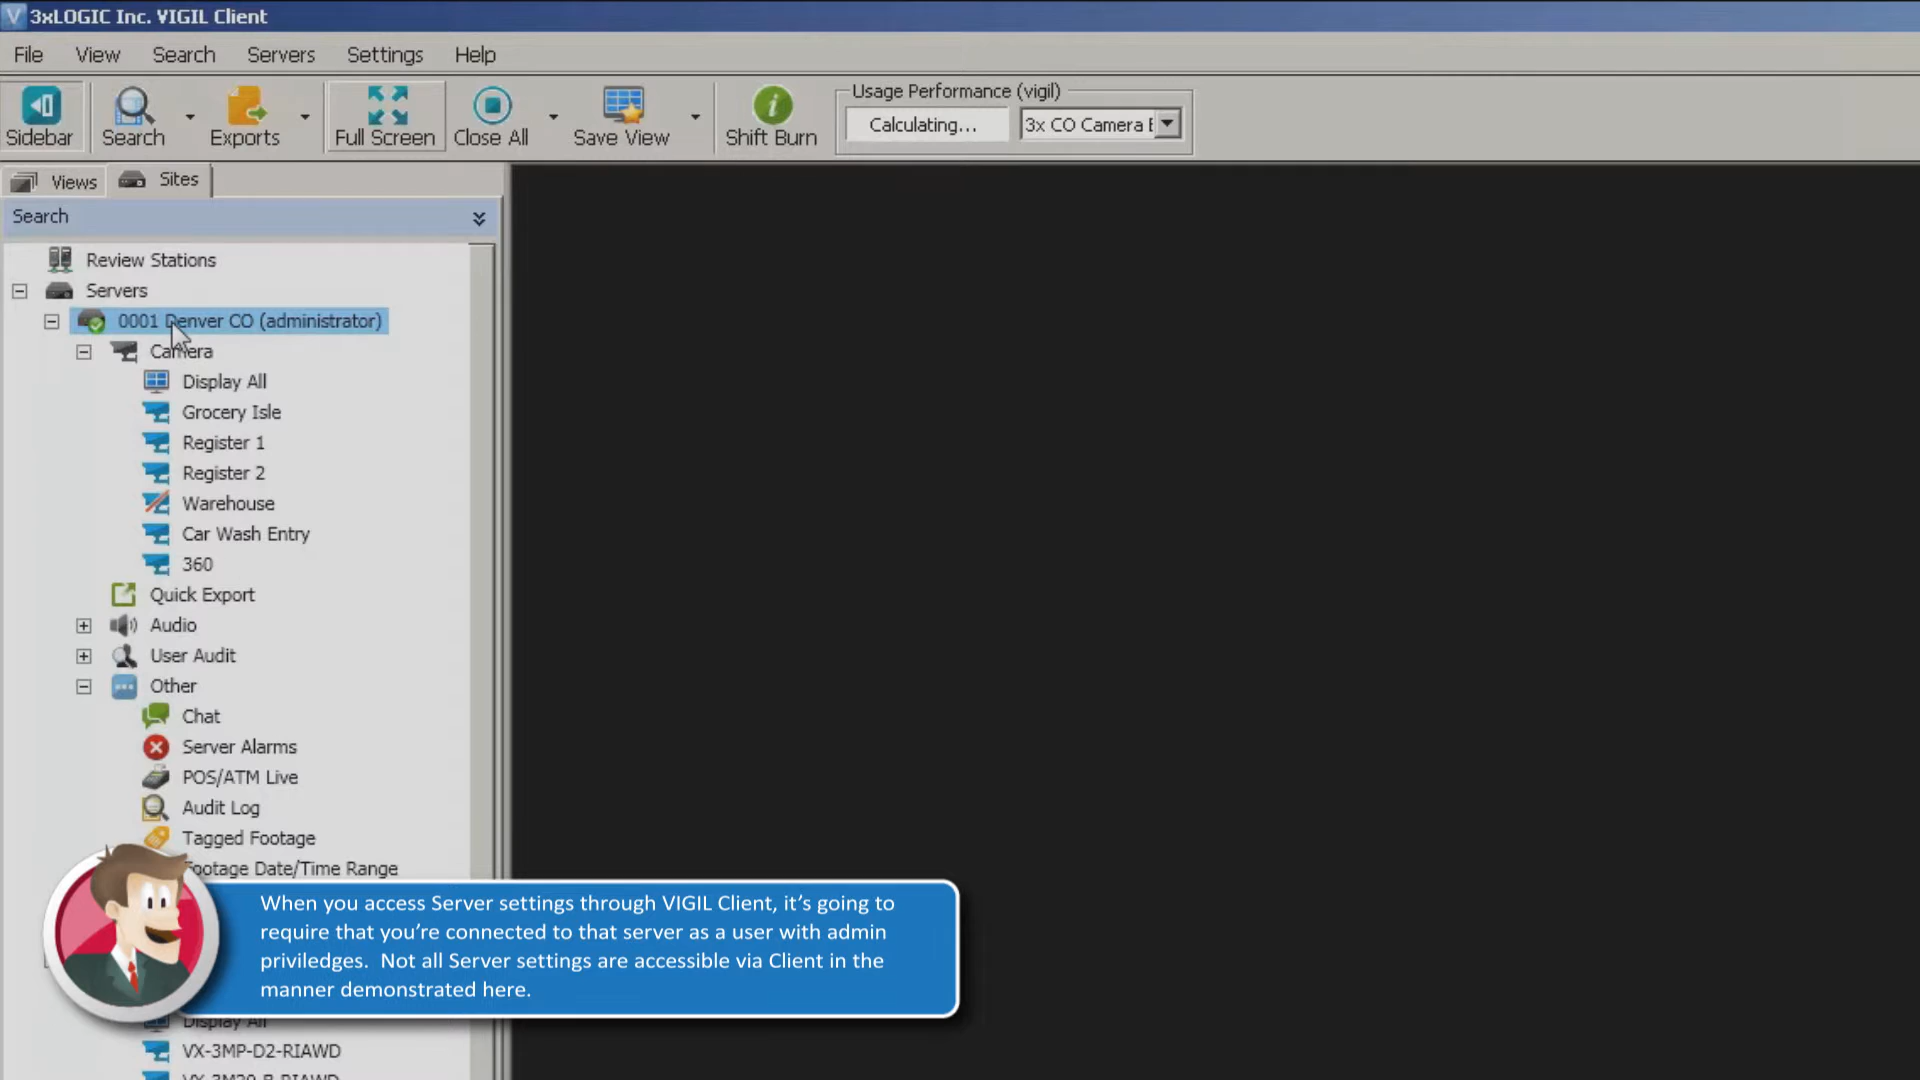 3xLOGIC Inc. VIGIL Client
File View Search Servers Settings Help
Sidebar Search Exports Full Screen Close All Save View Shift Burn
Usage Performance (vigil)
Calculating... 3x CO Camera
Views Sites
Search
Review Stations
Servers
0001 Denver CO (administrator)
Camera
Display All
Grocery Isle
Register 1
Register 2
Warehouse
Car Wash Entry
360
Quick Export
Audio
User Audit
Other
Chat
Server Alarms
POS/ATM Live
Audit Log
Tagged Footage
Footage Date/Time Range
When you access Server settings through VIGIL Client, it’s going to
require that you’re connected to that server as a user with admin
priviledges. Not all Server settings are accessible via Client in the
manner demonstrated here.
Display All
VX-3MP-D2-RIAWD